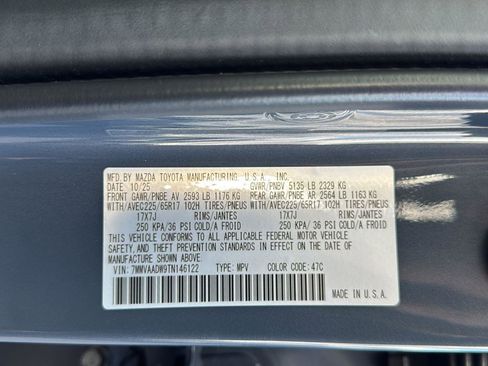 MFD. BY MAZDA TOYOTA MANUFACTURING, U.S.A., INC.
DATE 10/25 GVWR/PNBV 5135 LB 2329 KG
FRONT GAWR/PNBE AV 2593 LB 1176 KG REAR GAWR/PNBE AR 2564 LB 1163 KG
WITH/AVEC225/65R17 102H TIRES/PNEUS WITH/AVEC225/65R17 102H TIRES/PNEUS
17X7J RIMS/JANTES 17X7J RIMS/JANTES
250 KPA/36 PSI COLD/A FROID 250 KPA/ 36 PSI COLD/A FROID
THIS VEHICLE CONFORMS TO ALL APPLICABLE FEDERAL MOTOR VEHICLE
SAFETY, AND THEFT PREVENTION STANDARDS IN EFFECT ON THE DATE OF
MANUFACTURE SHOWN ABOVE.
VIN: 7MMVAADW9TN146122 TYPE: MPV COLOR CODE: 47C
MADE IN U.S.A.